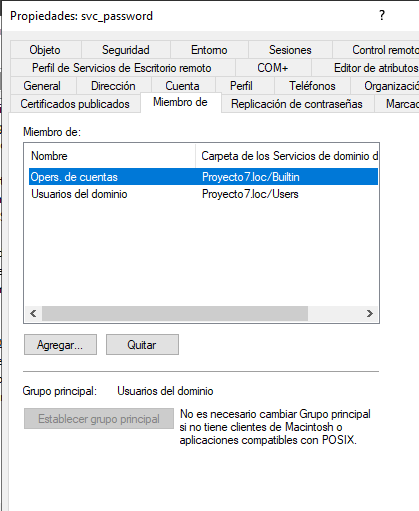 Propiedades: svc_password
?
Objeto Seguridad Entorno Sesiones Control remoto
Perfil de Servicios de Escritorio remoto COM+ Editor de atributos
General Dirección Cuenta Perfil Teléfonos Organizació
Certificados publicados Miembro de Replicación de contraseñas Marcac
Miembro de:
Nombre Carpeta de los Servicios de dominio d
Opers. de cuentas Proyecto7.loc/Builtin
Usuarios del dominio Proyecto7.loc/Users
Agregar... Quitar
Grupo principal: Usuarios del dominio
Establecer grupo principal
No es necesario cambiar Grupo principal
si no tiene clientes de Macintosh o
aplicaciones compatibles con POSIX.